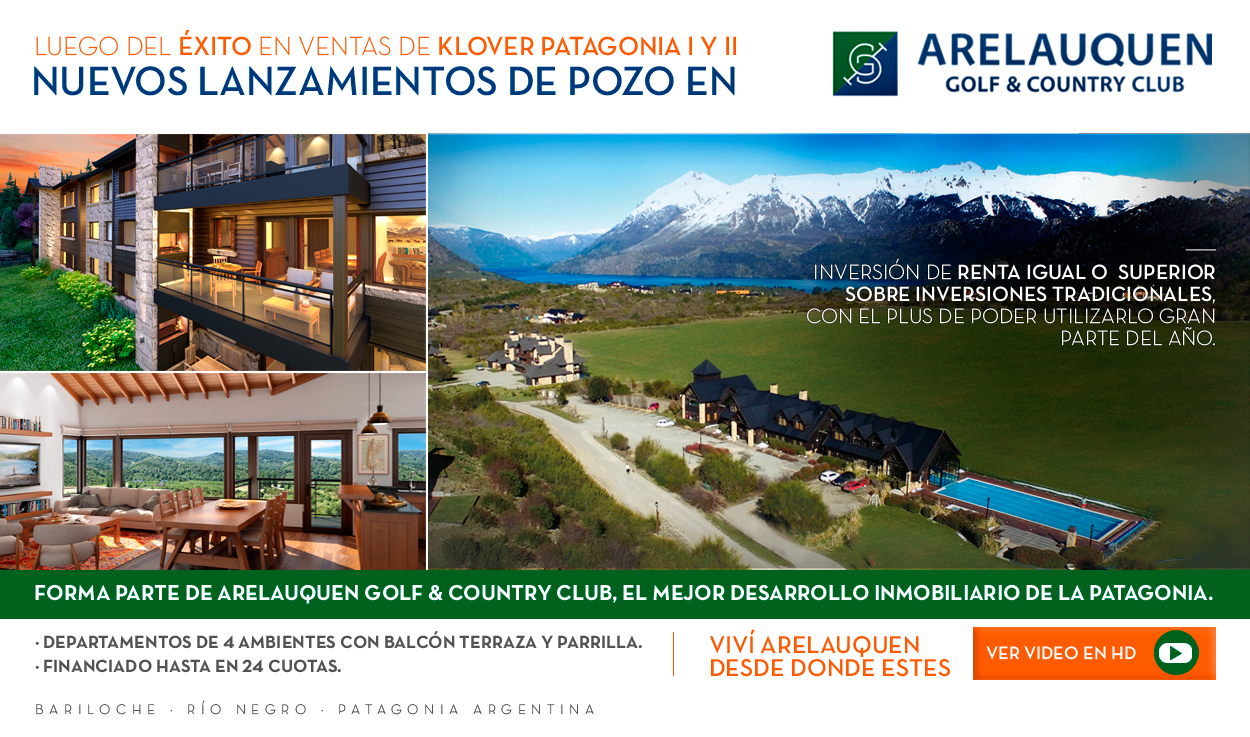 LUEGO DEL ÉXITO EN VENTAS DE KLOVER PATAGONIA I Y II
NUEVOS LANZAMIENTOS DE POZO EN
G
ARELAUQUEN
GOLF & COUNTRY CLUB
INVERSIÓN DE RENTA IGUAL O SUPERIOR
SOBRE INVERSIONES TRADICIONALES,
CON EL PLUS DE PODER UTILIZARLO GRAN
PARTE DEL AÑO.
FORMA PARTE DE ARELAUQUEN GOLF & COUNTRY CLUB, EL MEJOR DESARROLLO INMOBILIARIO DE LA PATAGONIA.
· DEPARTAMENTOS DE 4 AMBIENTES CON BALCÓN TERRAZA Y PARRILLA.
· FINANCIADO HASTA EN 24 CUOTAS.
VIVÍ ARELAUQUEN
DESDE DONDE ESTES
VER VIDEO EN HD
BARILOCHE · RÍO NEGRO · PATAGONIA ARGENTINA